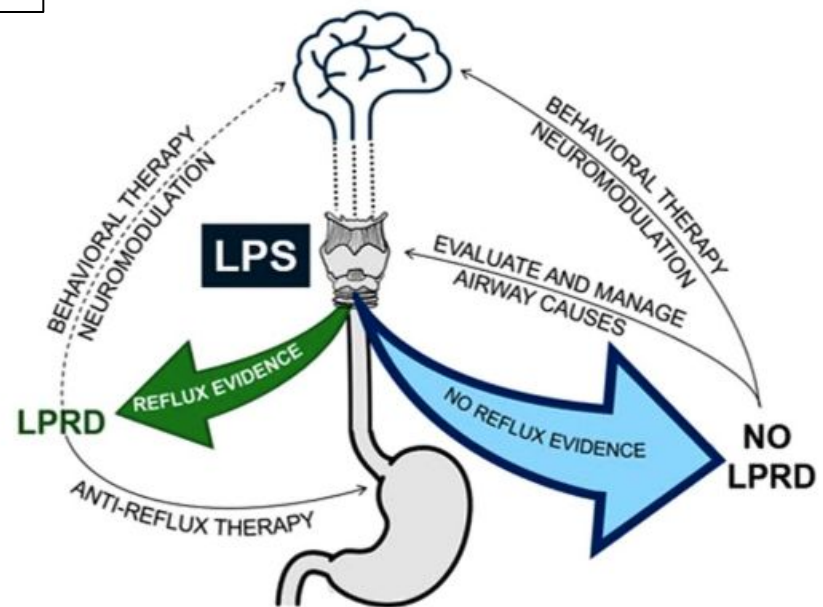 BEHAVIORAL THERAPY
NEUROMODULATION
BEHAVIORAL THERAPY
NEUROMODULATION
LPS
EVALUATE AND MANAGE
AIRWAY CAUSES
REFLUX EVIDENCE
NO REFLUX EVIDENCE
LPRD
NO
LPRD
ANTI-REFLUX THERAPY